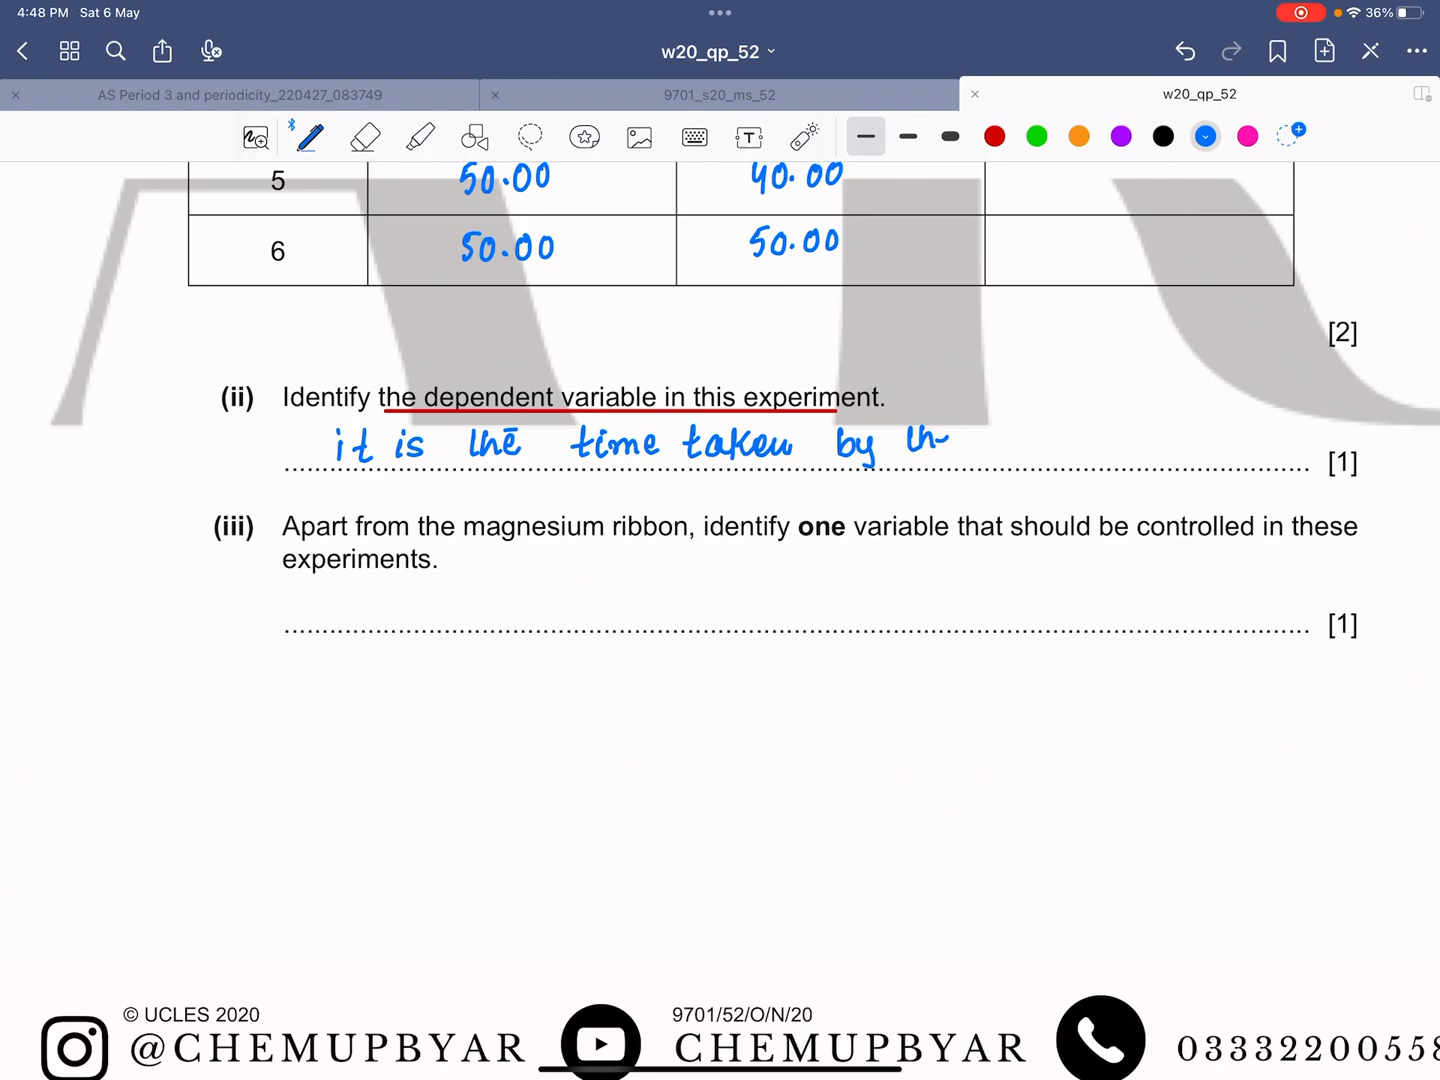 4:48 PM Sat 6 May
36%
w20_qp_52
AS Period 3 and periodicity_220427_083749
9701_s20_ms_52
w20_qp_52
5 50.00 40.00
6 50.00 50.00
[2]
(ii) Identify the dependent variable in this experiment.
it is the time taken by th
[1]
(iii) Apart from the magnesium ribbon, identify one variable that should be controlled in these
experiments.
[1]
© UCLES 2020
9701/52/O/N/20
@CHEMUPBYAR
CHEMUPBYAR
03332200558